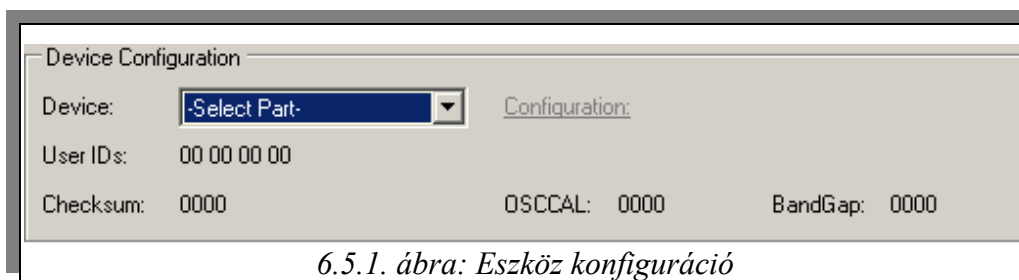 Device Configuration
Device: -Select Part- Configuration:
User IDs: 00 00 00 00
Checksum: 0000 OSCCAL: 0000 BandGap: 0000
6.5.1. ábra: Eszköz konfiguráció